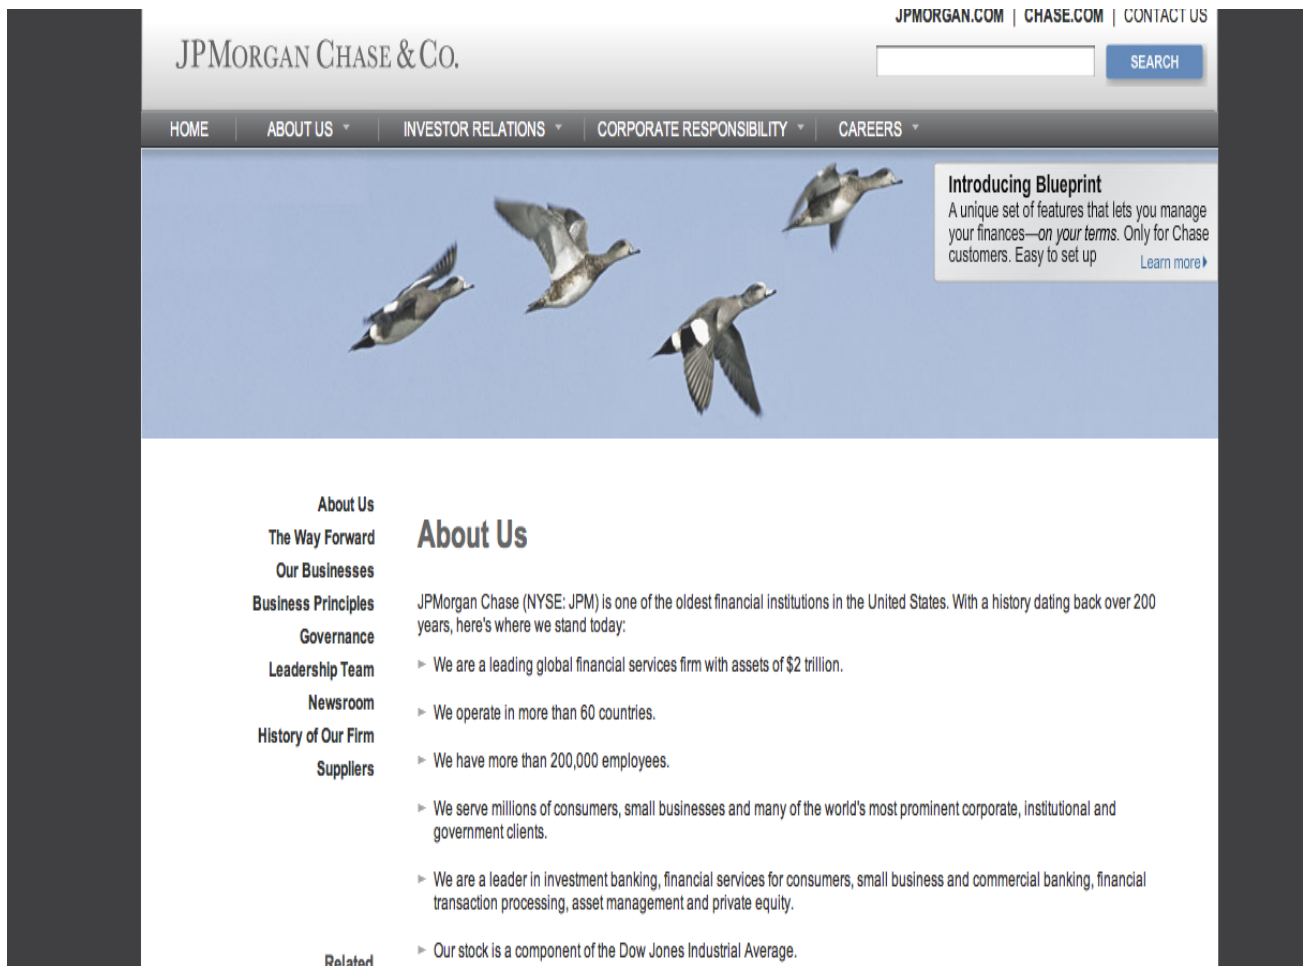 JPMORGAN.COM | CHASE.COM | CONTACT US
JPMORGAN CHASE & CO.
SEARCH
HOME
ABOUT US
INVESTOR RELATIONS
CORPORATE RESPONSIBILITY
CAREERS
Introducing Blueprint
A unique set of features that lets you manage
your finances—on your terms. Only for Chase
customers. Easy to set up
Learn more
About Us
The Way Forward
Our Businesses
Business Principles
Governance
Leadership Team
Newsroom
History of Our Firm
Suppliers
Related
About Us
JPMorgan Chase (NYSE: JPM) is one of the oldest financial institutions in the United States. With a history dating back over 200
years, here's where we stand today:
We are a leading global financial services firm with assets of $2 trillion.
We operate in more than 60 countries.
We have more than 200,000 employees.
We serve millions of consumers, small businesses and many of the world's most prominent corporate, institutional and
government clients.
We are a leader in investment banking, financial services for consumers, small business and commercial banking, financial
transaction processing, asset management and private equity.
Our stock is a component of the Dow Jones Industrial Average.